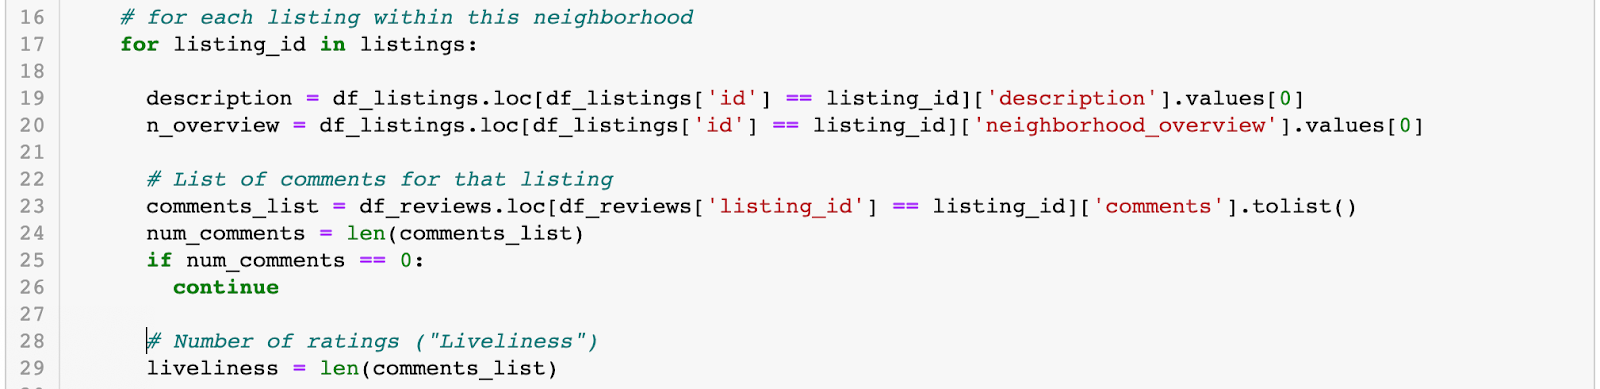 16 # for each listing within this neighborhood
17 for listing_id in listings:
18
19 description = df_listings.loc[df_listings['id'] == listing_id]['description'].values[0]
20 n_overview = df_listings.loc[df_listings['id'] == listing_id]['neighborhood_overview'].values[0]
21
22 # List of comments for that listing
23 comments_list = df_reviews.loc[df_reviews['listing_id'] == listing_id]['comments'].tolist()
24 num_comments = len(comments_list)
25 if num_comments == 0:
26 continue
27
28 # Number of ratings ("Liveliness")
29 liveliness = len(comments_list)